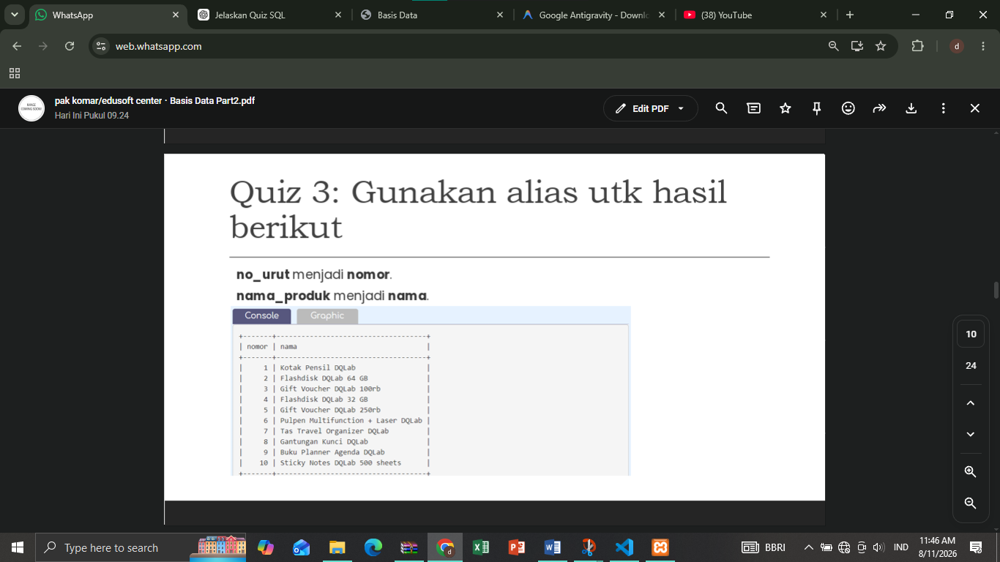 WhatsApp
Jelaskan Quiz SQL
Basis Data
Google Antigravity - Downlo
(38) YouTube
web.whatsapp.com
d
IMAGE
COMING SOON
pak komar/edusoft center · Basis Data Part2.pdf
Hari Ini Pukul 09.24
Edit PDF
Quiz 3: Gunakan alias utk hasil
berikut
no_urut menjadi nomor.
nama_produk menjadi nama.
Console Graphic
+-------+----------------------------------+
| nomor | nama |
+-------+----------------------------------+
| 1 | Kotak Pensil DQLab |
| 2 | Flashdisk DQLab 64 GB |
| 3 | Gift Voucher DQLab 100rb |
| 4 | Flashdisk DQLab 32 GB |
| 5 | Gift Voucher DQLab 250rb |
| 6 | Pulpen Multifunction + Laser DQLab |
| 7 | Tas Travel Organizer DQLab |
| 8 | Gantungan Kunci DQLab |
| 9 | Buku Planner Agenda DQLab |
| 10 | Sticky Notes DQLab 500 sheets |
+-------+----------------------------------+
10
24
Type here to search
d
BBRI
IND
11:46 AM
8/11/2026